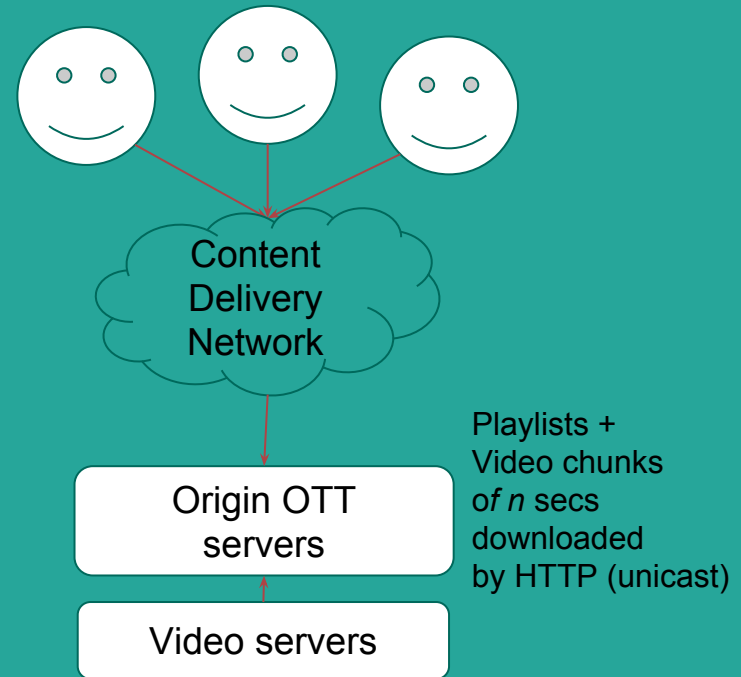 Content
Delivery
Network
Playlists +
Video chunks
of n secs
downloaded
by HTTP (unicast)
Origin OTT
servers
Video servers